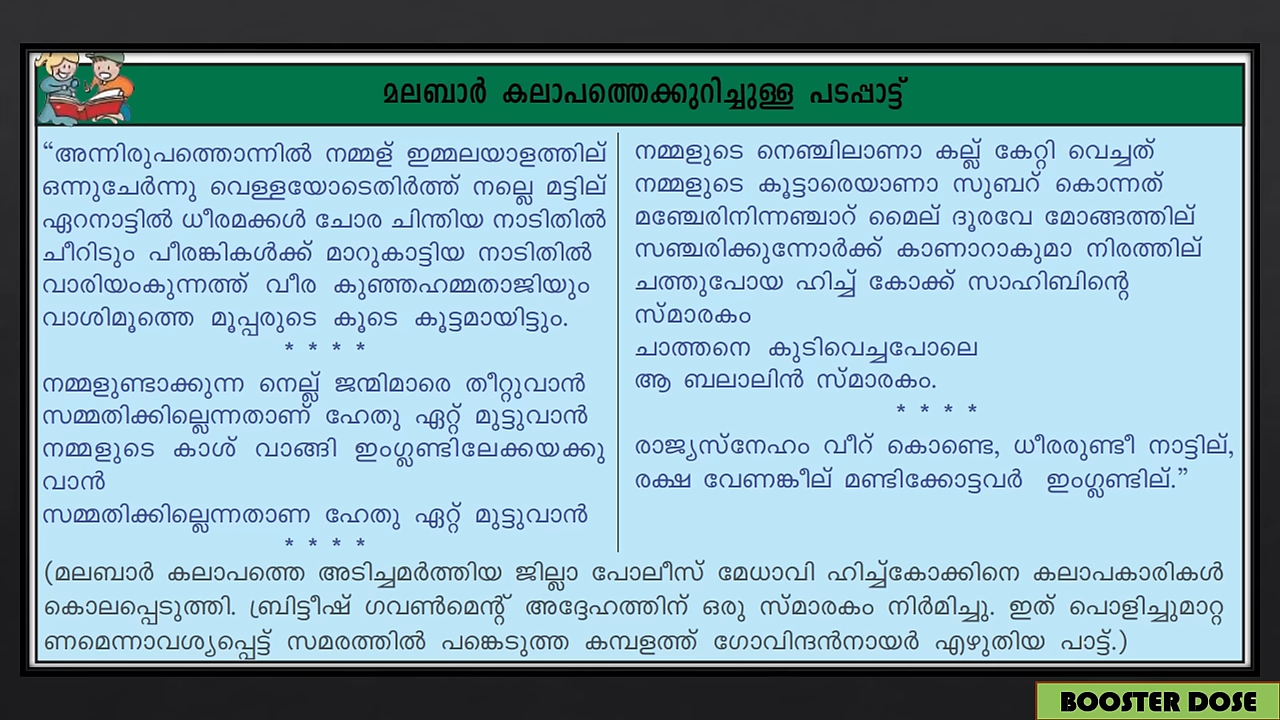 മലബാർ കലാപത്തെക്കുറിച്ചുള്ള പടപ്പാട്ട്
“അന്നിരുപത്തൊന്നിൽ നമ്മള് ഇമ്മലയാളത്തില്
ഒന്നുചേർന്നു വെള്ളയോടെതിർത്ത് നല്ലെ മട്ടില്
ഏറനാട്ടിൽ ധീരമക്കൾ ചോര ചിന്തിയ നാടിതിൽ
ചീറിടും പീരങ്കികൾക്ക് മാറുകാട്ടിയ നാടിതിൽ
വാരിയംകുന്നത്ത് വീര കുഞ്ഞഹമ്മതാജിയും
വാശിമൂത്തെ മൂപ്പരുടെ കൂടെ കൂട്ടമായിട്ടും.
* * * *
നമ്മളുണ്ടാക്കുന്ന നെല്ല് ജന്മിമാരെ തീറ്റുവാൻ
സമ്മതിക്കില്ലെന്നതാണ് ഹേതു ഏറ്റ് മുട്ടുവാൻ
നമ്മളുടെ കാശ് വാങ്ങി ഇംഗ്ലണ്ടിലേക്കയക്കു
വാൻ
സമ്മതിക്കില്ലെന്നതാണ ഹേതു ഏറ്റ് മുട്ടുവാൻ
* * * *
നമ്മളുടെ നെഞ്ചിലാണാ കല്ല് കേറ്റി വെച്ചത്
നമ്മളുടെ കൂട്ടാരെയാണാ സുബറ് കൊന്നത്
മഞ്ചേരിനിന്നഞ്ചാറ് മൈല് ദൂരവേ മോങ്ങത്തില്
സഞ്ചരിക്കുന്നോർക്ക് കാണാറാകുമാ നിരത്തില്
ചത്തുപോയ ഹിച്ച് കോക്ക് സാഹിബിന്റെ
സ്മാരകം
ചാത്തനെ കുടിവെച്ചപോലെ
ആ ബലാലിൻ സ്മാരകം.
* * * *
രാജ്യസ്നേഹം വീറ് കൊണ്ടെ, ധീരരുണ്ടീ നാട്ടില്,
രക്ഷ വേണങ്കീല് മണ്ടിക്കോട്ടവർ ഇംഗ്ലണ്ടില്.”
(മലബാർ കലാപത്തെ അടിച്ചമർത്തിയ ജില്ലാ പോലീസ് മേധാവി ഹിച്ച്കോക്കിനെ കലാപകാരികൾ
കൊലപ്പെടുത്തി. ബ്രിട്ടീഷ് ഗവൺമെന്റ് അദ്ദേഹത്തിന് ഒരു സ്മാരകം നിർമിച്ചു. ഇത് പൊളിച്ചുമാറ്റ
ണമെന്നാവശ്യപ്പെട്ട് സമരത്തിൽ പങ്കെടുത്ത കമ്പളത്ത് ഗോവിന്ദൻനായർ എഴുതിയ പാട്ട്.)
BOOSTER DOSE